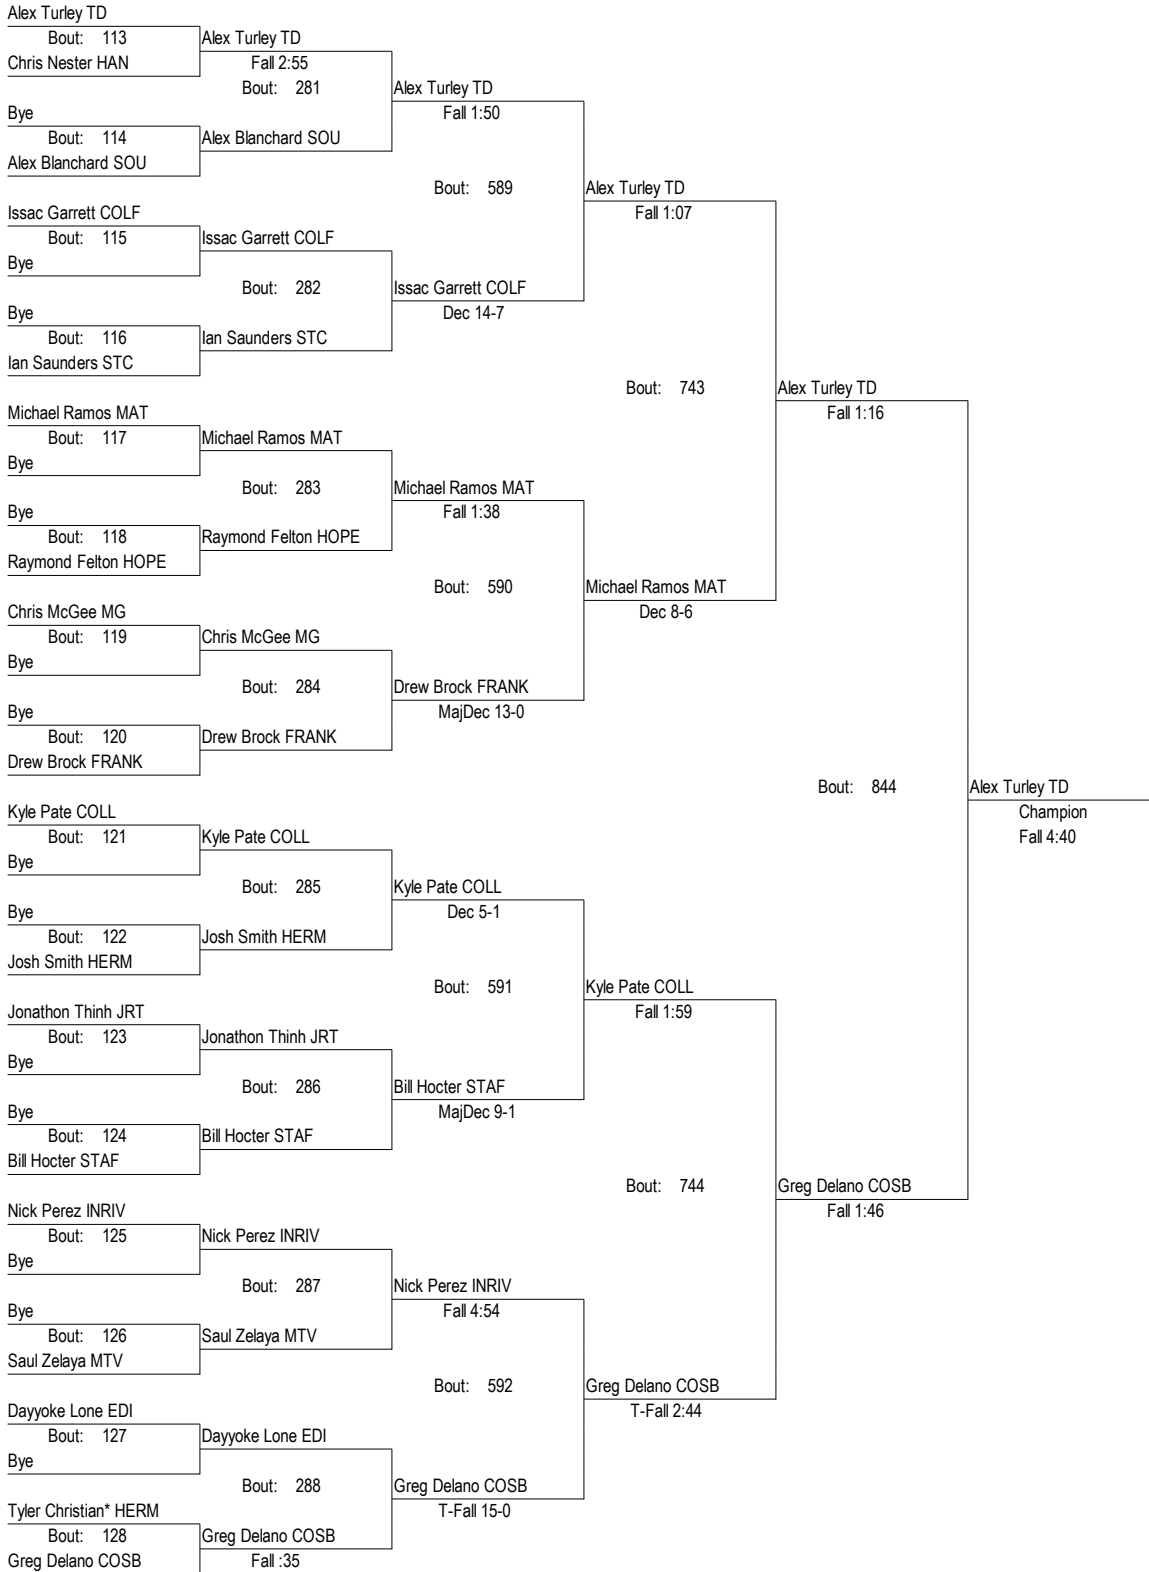 Alex Turley TD
Bout: 113
Chris Nester HAN
Alex Turley TD
Fall 2:55
Bout: 281
Bye
Bout: 114
Alex Blanchard SOU
Alex Blanchard SOU
Alex Turley TD
Fall 1:50
Bout: 589
Issac Garrett COLF
Bout: 115
Bye
Issac Garrett COLF
Bout: 282
Bye
Bout: 116
Ian Saunders STC
Ian Saunders STC
Issac Garrett COLF
Dec 14-7
Alex Turley TD
Fall 1:07
Bout: 743
Michael Ramos MAT
Bout: 117
Bye
Michael Ramos MAT
Bout: 283
Bye
Bout: 118
Raymond Felton HOPE
Raymond Felton HOPE
Michael Ramos MAT
Fall 1:38
Bout: 590
Chris McGee MG
Bout: 119
Bye
Chris McGee MG
Bout: 284
Bye
Bout: 120
Drew Brock FRANK
Drew Brock FRANK
Drew Brock FRANK
MajDec 13-0
Michael Ramos MAT
Dec 8-6
Alex Turley TD
Fall 1:16
Bout: 844
Alex Turley TD
Champion
Fall 4:40
Kyle Pate COLL
Bout: 121
Bye
Kyle Pate COLL
Bout: 285
Bye
Bout: 122
Josh Smith HERM
Josh Smith HERM
Kyle Pate COLL
Dec 5-1
Bout: 591
Jonathon Thinh JRT
Bout: 123
Bye
Jonathon Thinh JRT
Bout: 286
Bye
Bout: 124
Bill Hocter STAF
Bill Hocter STAF
Bill Hocter STAF
MajDec 9-1
Kyle Pate COLL
Fall 1:59
Bout: 744
Nick Perez INRIV
Bout: 125
Bye
Nick Perez INRIV
Bout: 287
Bye
Bout: 126
Saul Zelaya MTV
Saul Zelaya MTV
Nick Perez INRIV
Fall 4:54
Bout: 592
Dayyoke Lone EDI
Bout: 127
Bye
Dayyoke Lone EDI
Bout: 288
Tyler Christian* HERM
Bout: 128
Greg Delano COSB
Greg Delano COSB
Fall :35
Greg Delano COSB
T-Fall 15-0
Greg Delano COSB
T-Fall 2:44
Greg Delano COSB
Fall 1:46